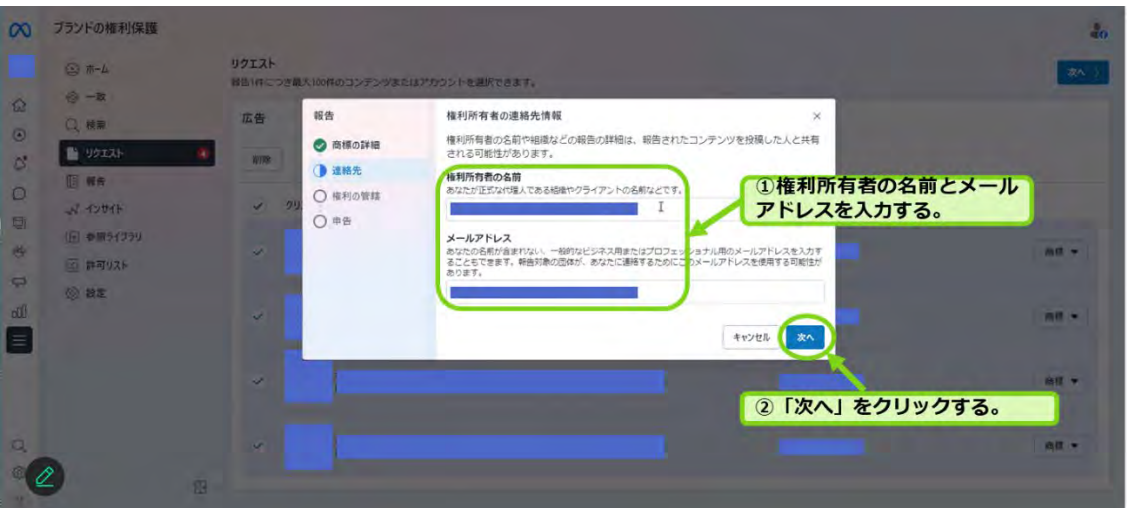 ブランドの権利保護
ホーム
一致
検索
リクエスト
報告
インサイト
参照ライブラリ
許可リスト
設定
リクエスト
報告1件につき最大100件のコンテンツまたはアカウントを選択できます。
次へ
広告
削除
商標
商標
商標
商標
報告
商標の詳細
連絡先
権利の管轄
申告
権利所有者の連絡先情報
権利所有者の名前や組織などの報告の詳細は、報告されたコンテンツを投稿した人と共有
される可能性があります。
権利所有者の名前
あなたが正式な代理人である組織やクライアントの名前などです。
メールアドレス
あなたの名前が含まれない、一般的なビジネス用またはプロフェッショナル用のメールアドレスを入力す
ることもできます。報告対象の団体が、あなたに連絡するためにこのメールアドレスを使用する可能性が
あります。
キャンセル
次へ
①権利所有者の名前とメール
アドレスを入力する。
②「次へ」をクリックする。